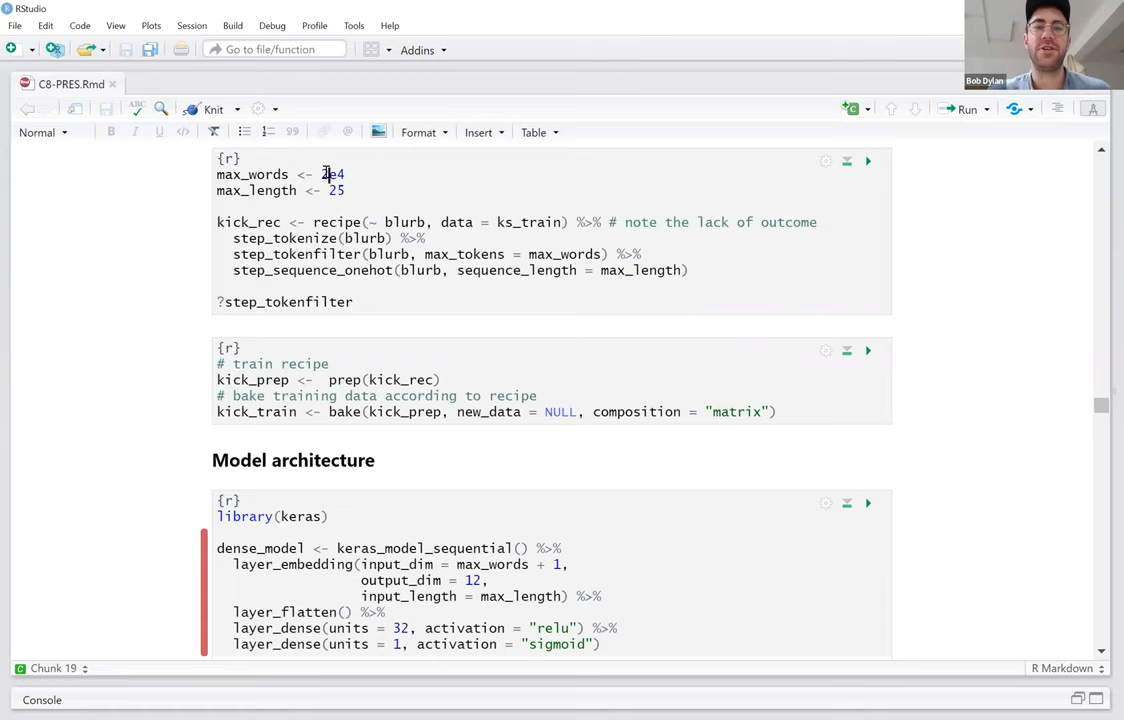 RStudio
File Edit Code View Plots Session Build Debug Profile Tools Help
Go to file/function Addins
Bob Dylan
C8-PRES.Rmd
ABC Knit Run
Normal B I U Format Insert Table
{r}
max_words <- 2e4
max_length <- 25
kick_rec <- recipe(~ blurb, data = ks_train) %>% # note the lack of outcome
step_tokenize(blurb) %>%
step_tokenfilter(blurb, max_tokens = max_words) %>%
step_sequence_onehot(blurb, sequence_length = max_length)
?step_tokenfilter
{r}
# train recipe
kick_prep <- prep(kick_rec)
# bake training data according to recipe
kick_train <- bake(kick_prep, new_data = NULL, composition = "matrix")
Model architecture
{r}
library(keras)
dense_model <- keras_model_sequential() %>%
layer_embedding(input_dim = max_words + 1,
output_dim = 12,
input_length = max_length) %>%
layer_flatten() %>%
layer_dense(units = 32, activation = "relu") %>%
layer_dense(units = 1, activation = "sigmoid")
Chunk 19 R Markdown
Console